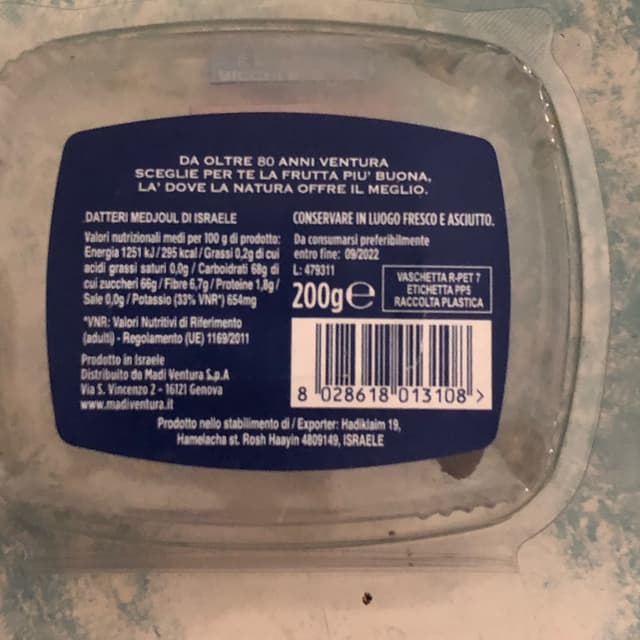 DA OLTRE 80 ANNI VENTURA
SCEGLIE PER TE LA FRUTTA PIU' BUONA,
LA' DOVE LA NATURA OFFRE IL MEGLIO.
DATTERI MEDJOUL DI ISRAELE
Valori nutrizionali medi per 100 g di prodotto:
Energia 1251 kJ/295 kcal/Grassi 0,2g di cui
acidi grassi saturi 0,0g / Carboidrati 68g di
cui zuccheri 66g / Fibre 6,7g / Proteine 1,8g/
Sale 0,0g / Potassio (33% VNR*) 654mg
*VNR: Valori Nutritivi di Riferimento
(adulti) - Regolamento (UE) 1169/2011
Prodotto in Israele
Distribuito da Madi Ventura S.p.A
Via S. Vincenzo 2 - 16121 Genova
www.madiventura.it
CONSERVARE IN LUOGO FRESCO E ASCIUTTO.
Da consumarsi preferibilmente
entro fine: 09/2022
L: 479311
200g℮
VASCHETTA R-PET 7
ETICHETTA PP5
RACCOLTA PLASTICA
8 028618 013108 >
Prodotto nello stabilimento di / Exporter: Hadiklaim 19,
Hamelacha st. Rosh Haayin 4809149, ISRAELE